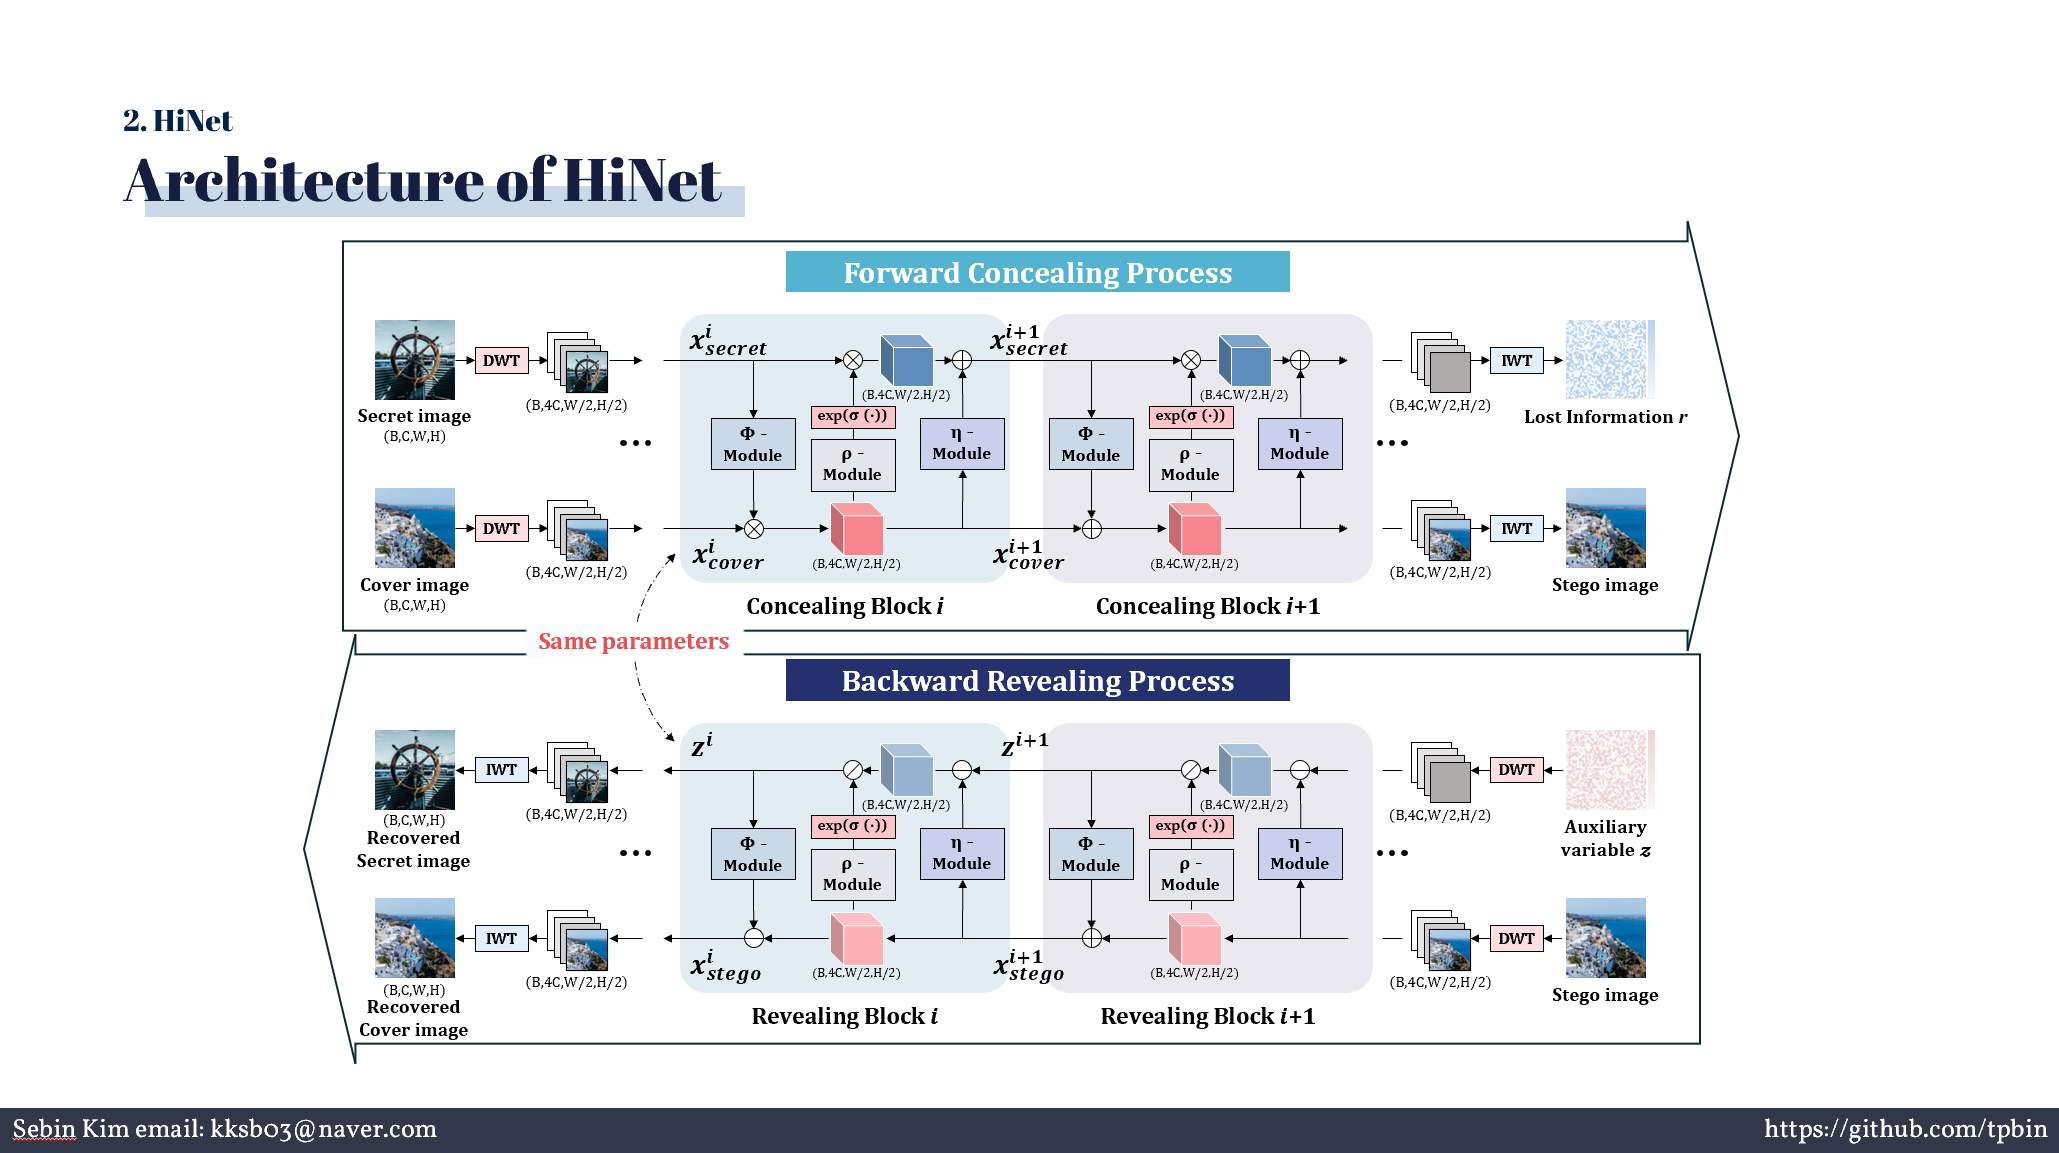 2. HiNet
Architecture of HiNet
Forward Concealing Process
Secret image
(B,C,W,H)
DWT
(B,4C,W/2,H/2)
Cover image
(B,C,W,H)
DWT
(B,4C,W/2,H/2)
...
x^i_secret
Φ - Module
exp(σ (·))
ρ - Module
η - Module
(B,4C,W/2,H/2)
x^i_cover
(B,4C,W/2,H/2)
Concealing Block i
x^{i+1}_secret
Φ - Module
exp(σ (·))
ρ - Module
η - Module
(B,4C,W/2,H/2)
x^{i+1}_cover
(B,4C,W/2,H/2)
Concealing Block i+1
...
(B,4C,W/2,H/2)
IWT
Lost Information r
(B,4C,W/2,H/2)
IWT
Stego image
Same parameters
Backward Revealing Process
IWT
(B,4C,W/2,H/2)
(B,C,W,H)
Recovered
Secret image
IWT
(B,4C,W/2,H/2)
(B,C,W,H)
Recovered
Cover image
...
z^i
Φ - Module
exp(σ (·))
ρ - Module
η - Module
(B,4C,W/2,H/2)
x^i_stego
(B,4C,W/2,H/2)
Revealing Block i
z^{i+1}
Φ - Module
exp(σ (·))
ρ - Module
η - Module
(B,4C,W/2,H/2)
x^{i+1}_stego
(B,4C,W/2,H/2)
Revealing Block i+1
...
(B,4C,W/2,H/2)
DWT
Auxiliary
variable z
(B,4C,W/2,H/2)
DWT
Stego image
Sebin Kim email: kksb03@naver.com
https://github.com/tpbin